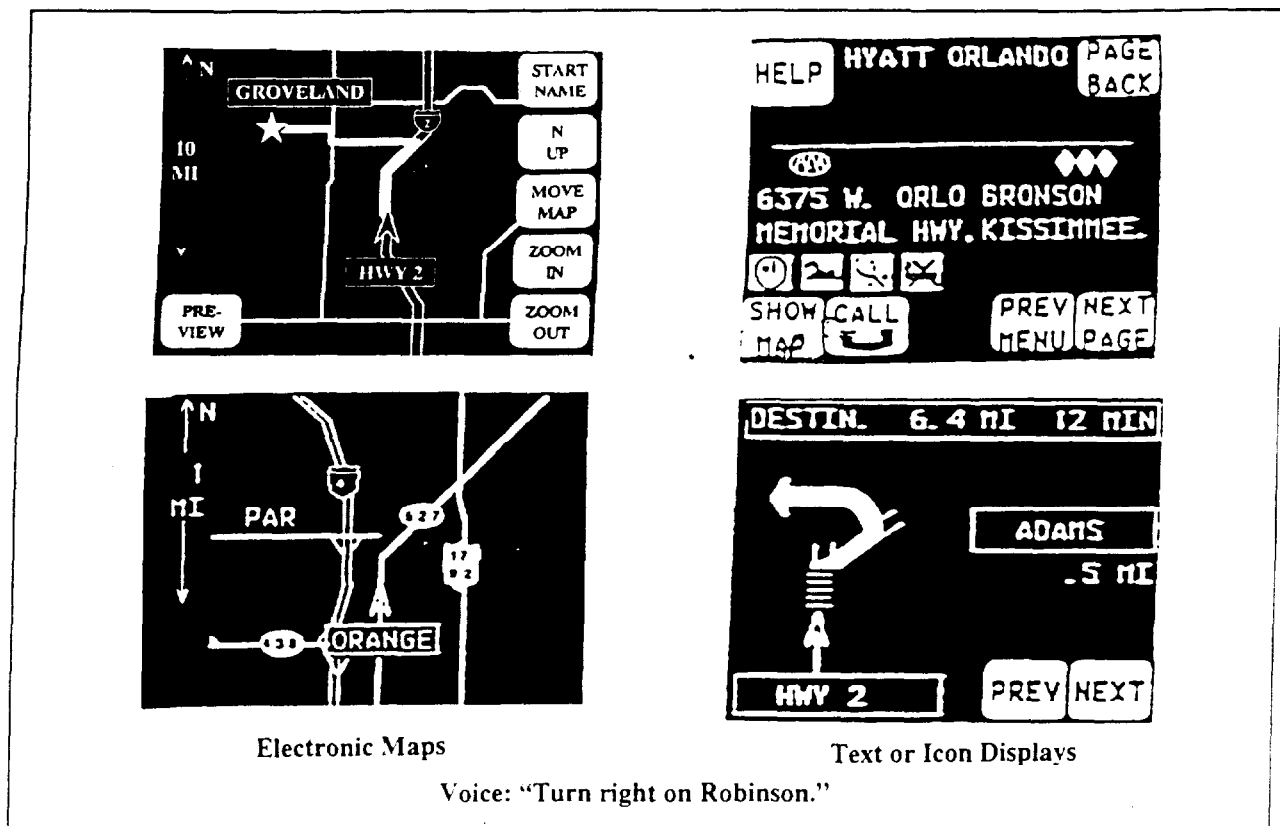 N
GROVELAND
START
NAME
2
N
UP
10
MI
MOVE
MAP
HWY 2
ZOOM
IN
PRE-
VIEW
ZOOM
OUT
HELP
HYATT ORLANDO
PAGE
BACK
6375 W. ORLO BRONSON
MEMORIAL HWY. KISSIMMEE
SHOW
MAP
CALL
PREV
MENU
NEXT
PAGE
N
1
MI
4
PAR
527
17
92
438
ORANGE
DESTIN. 6.4 MI 12 MIN
ADAMS
.5 MI
HWY 2
PREV
NEXT
Electronic Maps
Text or Icon Displays
Voice: “Turn right on Robinson.”